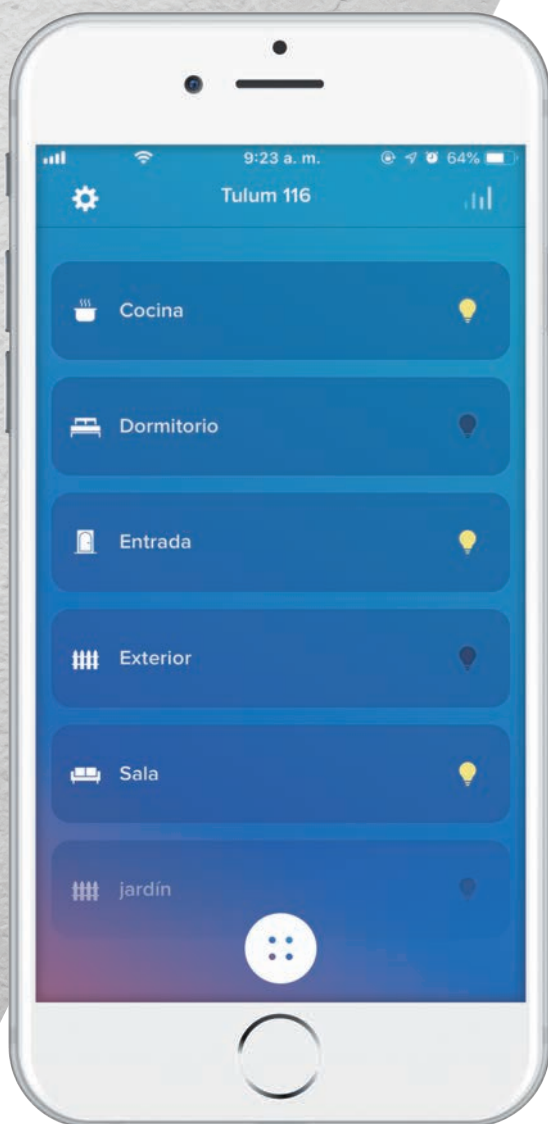 9:23 a. m. 64%
Tulum 116
Cocina
Dormitorio
Entrada
Exterior
Sala
jardín